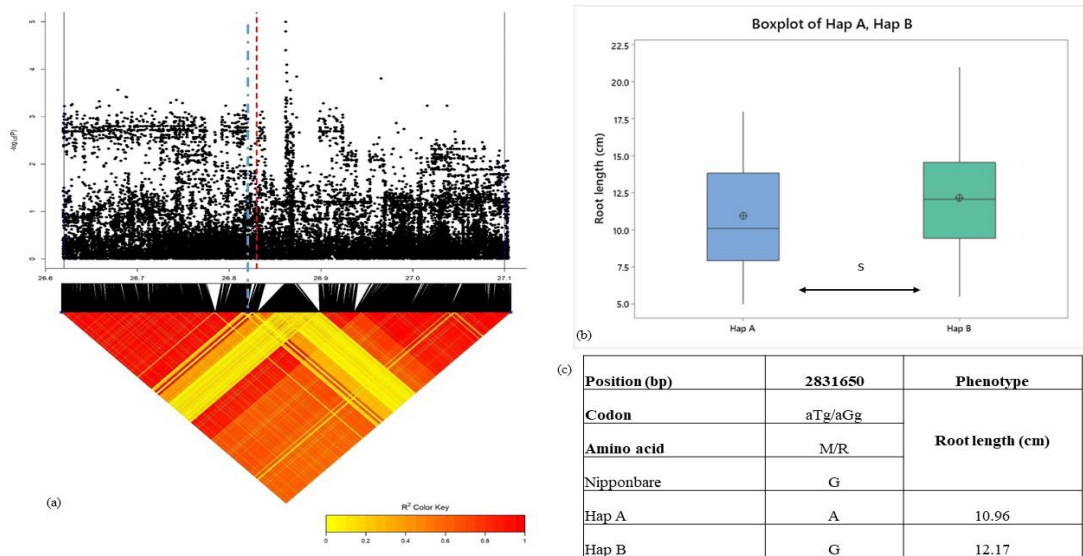 5
4
3
2
1
0
-log10(P)
26.6 26.7 26.8 26.9 27.0 27.1
(a)
R² Color Key
0 0.2 0.4 0.6 0.8 1
Boxplot of Hap A, Hap B
22.5
20.0
17.5
15.0
12.5
10.0
7.5
5.0
Root length (cm)
S
Hap A Hap B
(b)
(c)
Position (bp) 2831650 Phenotype
Codon aTg/aGg
Amino acid M/R Root length (cm)
Nipponbare G
Hap A A 10.96
Hap B G 12.17